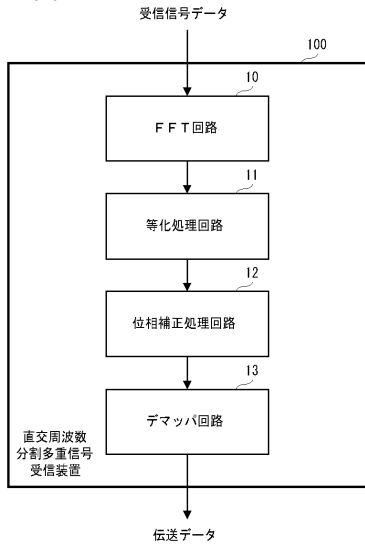 受信信号データ
100
10
ＦＦＴ回路
11
等化処理回路
12
位相補正処理回路
13
デマッパ回路
直交周波数
分割多重信号
受信装置
伝送データ